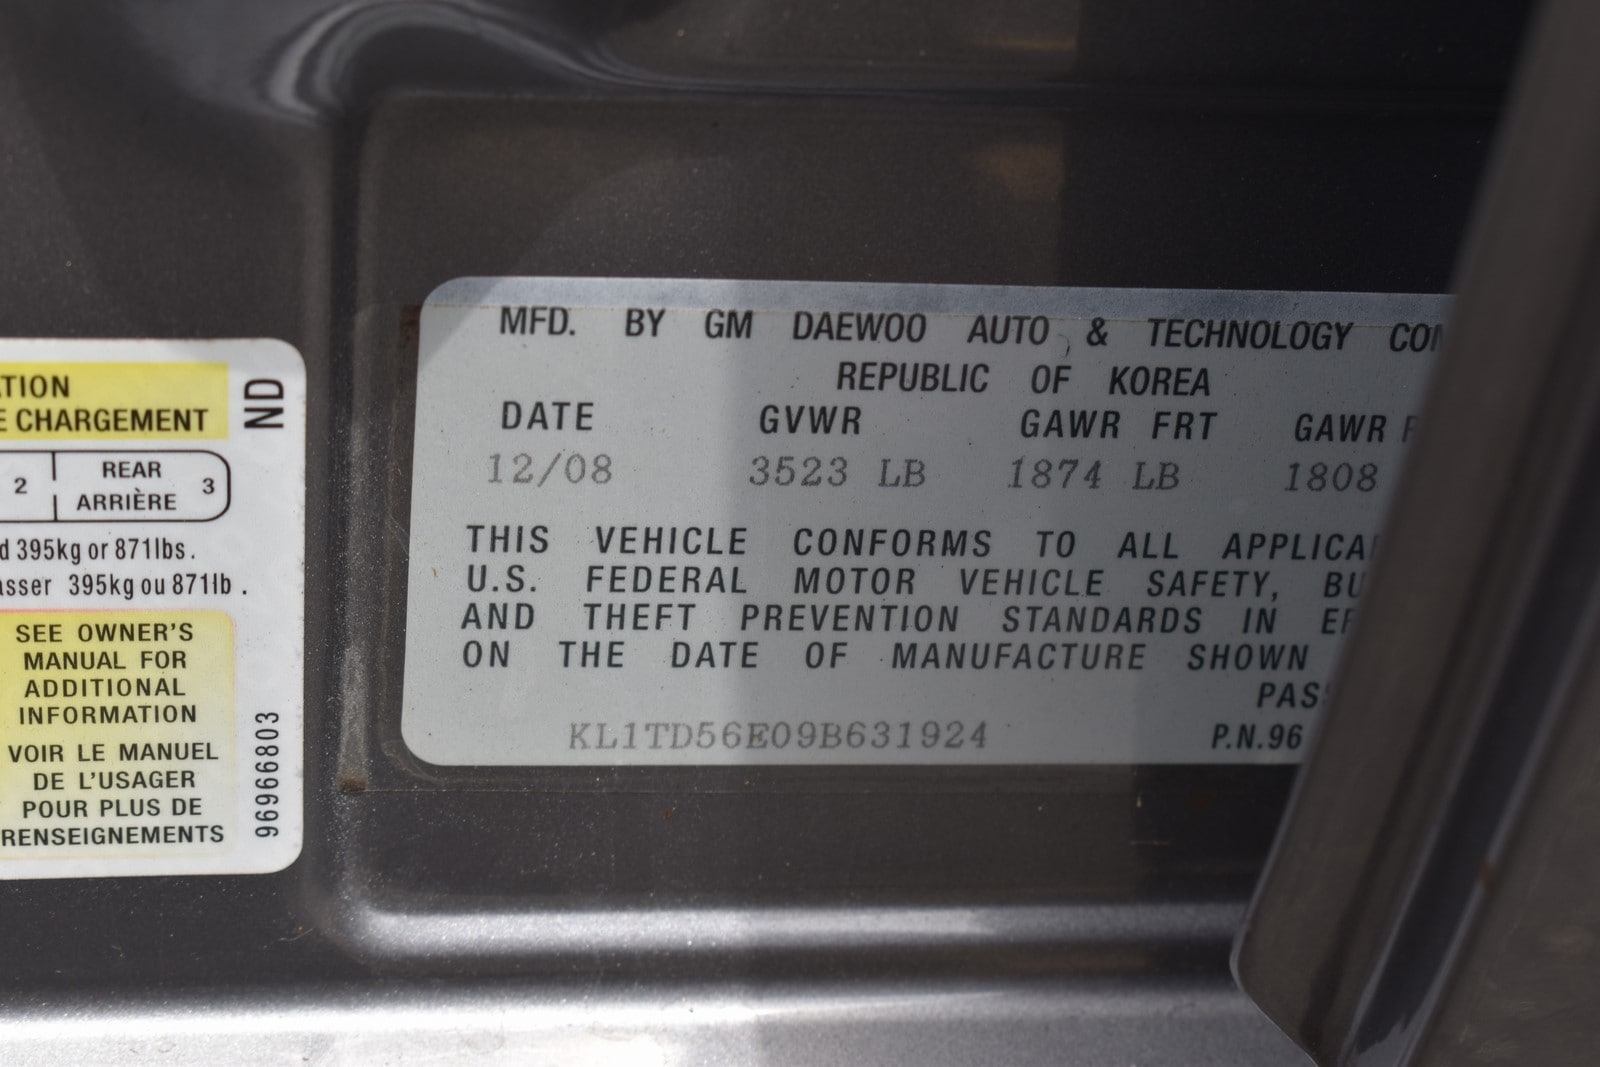 TION
E CHARGEMENT
ND
2
REAR
ARRIÈRE
3
d 395kg or 871lbs.
sser 395kg ou 871lb.
SEE OWNER'S
MANUAL FOR
ADDITIONAL
INFORMATION
VOIR LE MANUEL
DE L'USAGER
POUR PLUS DE
RENSEIGNEMENTS
96966803
MFD. BY GM DAEWOO AUTO & TECHNOLOGY CO
REPUBLIC OF KOREA
DATE GVWR GAWR FRT GAWR
12/08 3523 LB 1874 LB 1808
THIS VEHICLE CONFORMS TO ALL APPLICA
U.S. FEDERAL MOTOR VEHICLE SAFETY, BU
AND THEFT PREVENTION STANDARDS IN E
ON THE DATE OF MANUFACTURE SHOWN
PAS
KL1TD56E09B631924 P.N.96